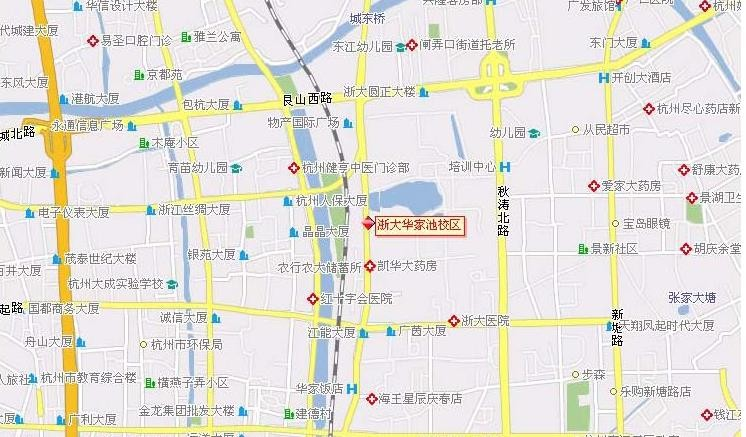 华信设计大厦
城东桥
广发旅馆
代城建大厦
易圣口腔门诊
雅兰公寓
东江幼儿园
闸弄口街道托老所
东门大厦
京都苑
开创大酒店
东风大厦
港航大厦
包杭大厦
艮山西路
浙大圆正大楼
杭州尽心药店新
城北路
永通信息广场
物产国际广场
幼儿园
从民超市
木庵小区
新闻大厦
育苗幼儿园
杭州健亨中医门诊部
培训中心
舒康大药
爱家大药房
景湖卫生
电子仪表大厦
浙江丝绸大厦
杭州人保大厦
秋涛北路
浙大华家池校区
晶晶大厦
宝岛眼镜
景新社区
胡庆余堂
荿泰世纪大楼
银苑大厦
农行农大储蓄所
凯华大药房
百井大厦
杭州大成实验学校
红十字会医院
张家大塘
起路
国都商务大厦
诚信大厦
江能大厦
广茵大厦
浙大医院
新塘路
天翔风起时代大厦
舟山大厦
杭州市环保局
人旅社
杭州市教育综合楼
横燕子弄小区
华家饭店
海王星辰庆春店
步森
乐购新塘路店
广利大厦
金龙集团批发大楼
建德村
钱江东